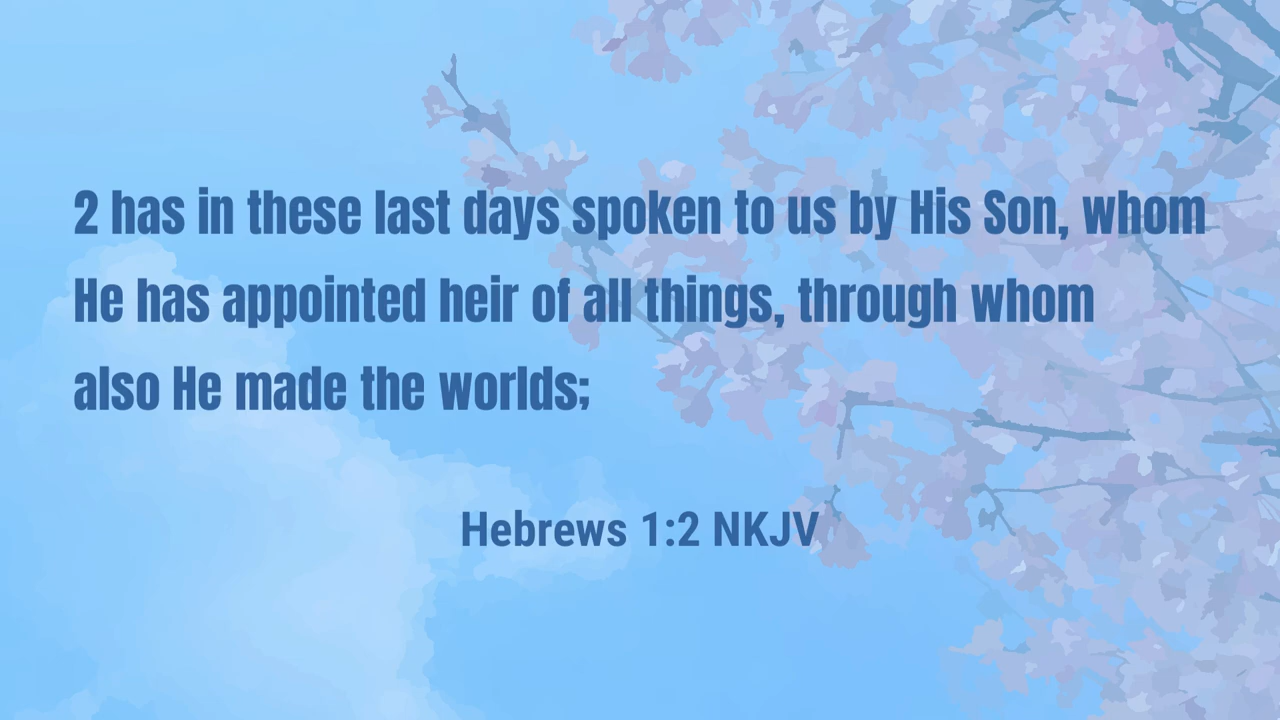 2 has in these last days spoken to us by His Son, whom
He has appointed heir of all things, through whom
also He made the worlds;
Hebrews 1:2 NKJV